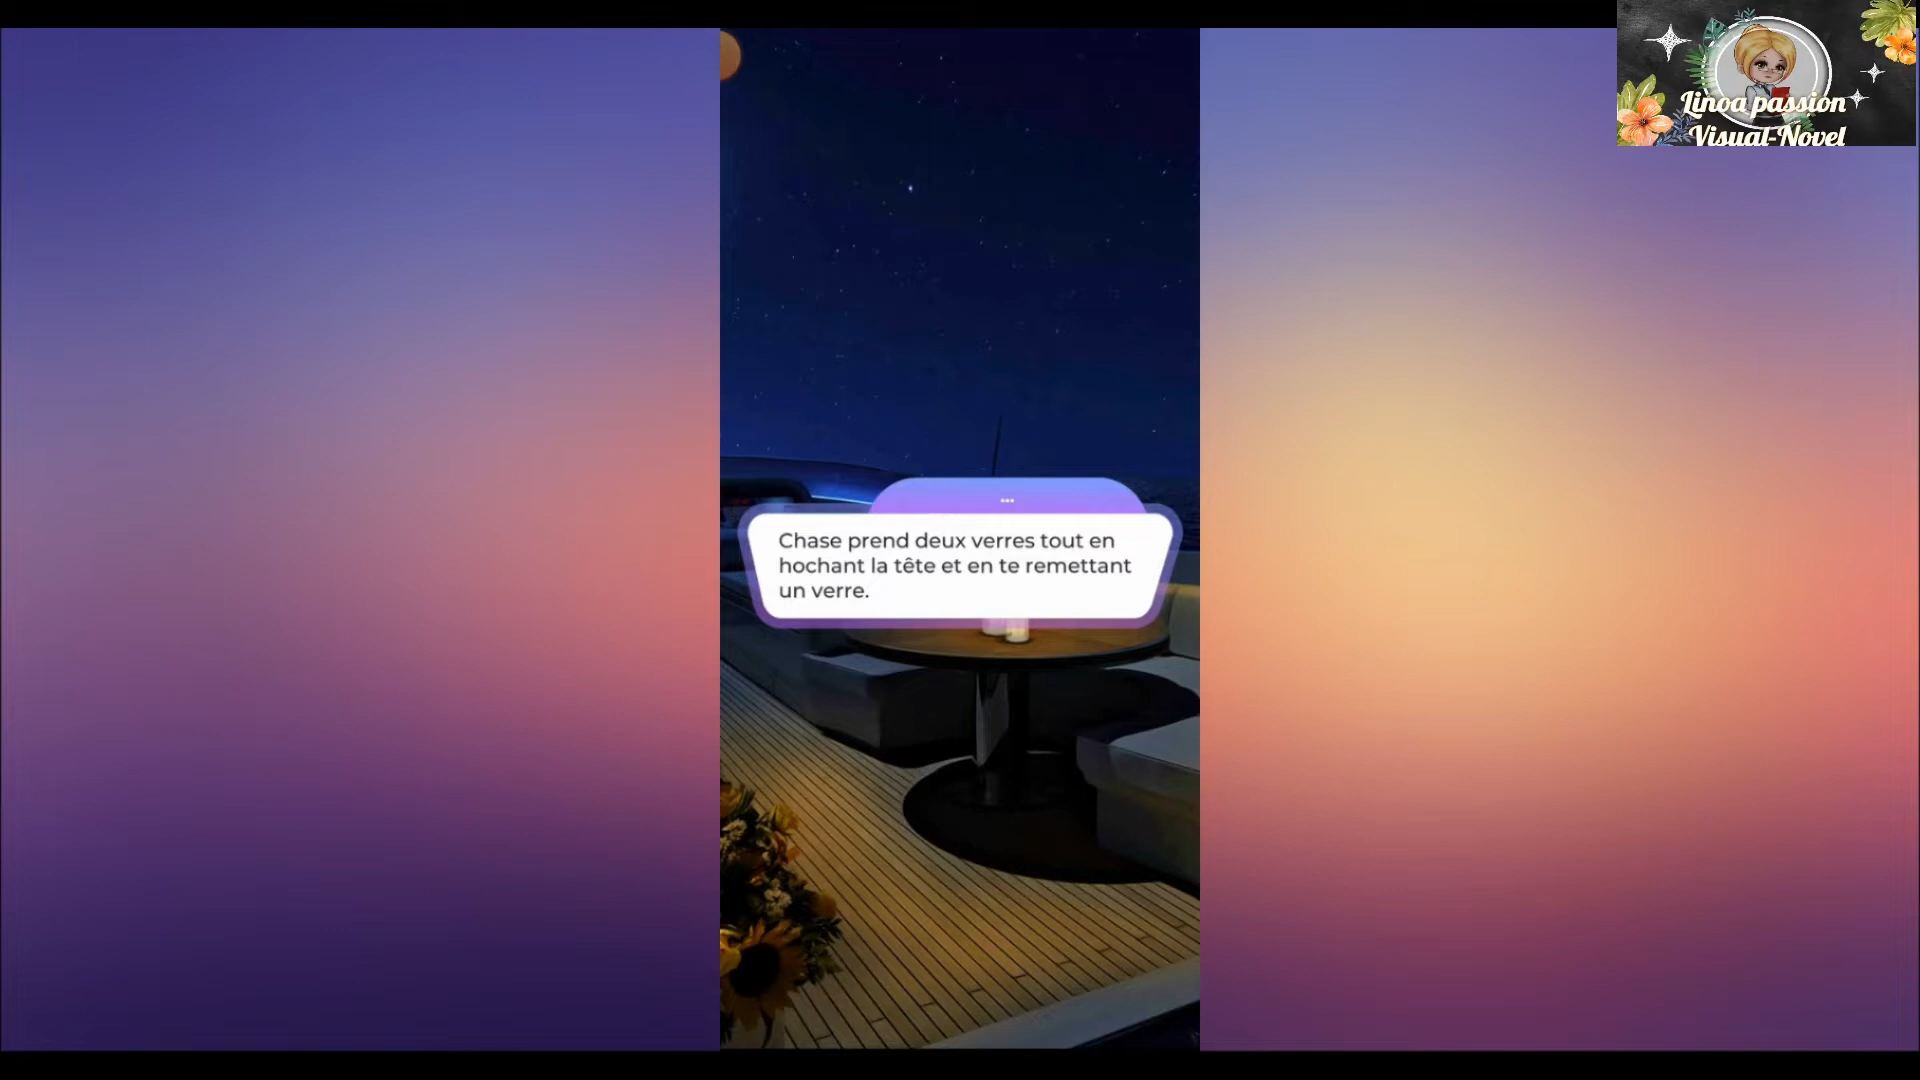 Linoa passion
Visual-Novel
...
Chase prend deux verres tout en
hochant la tête et en te remettant
un verre.